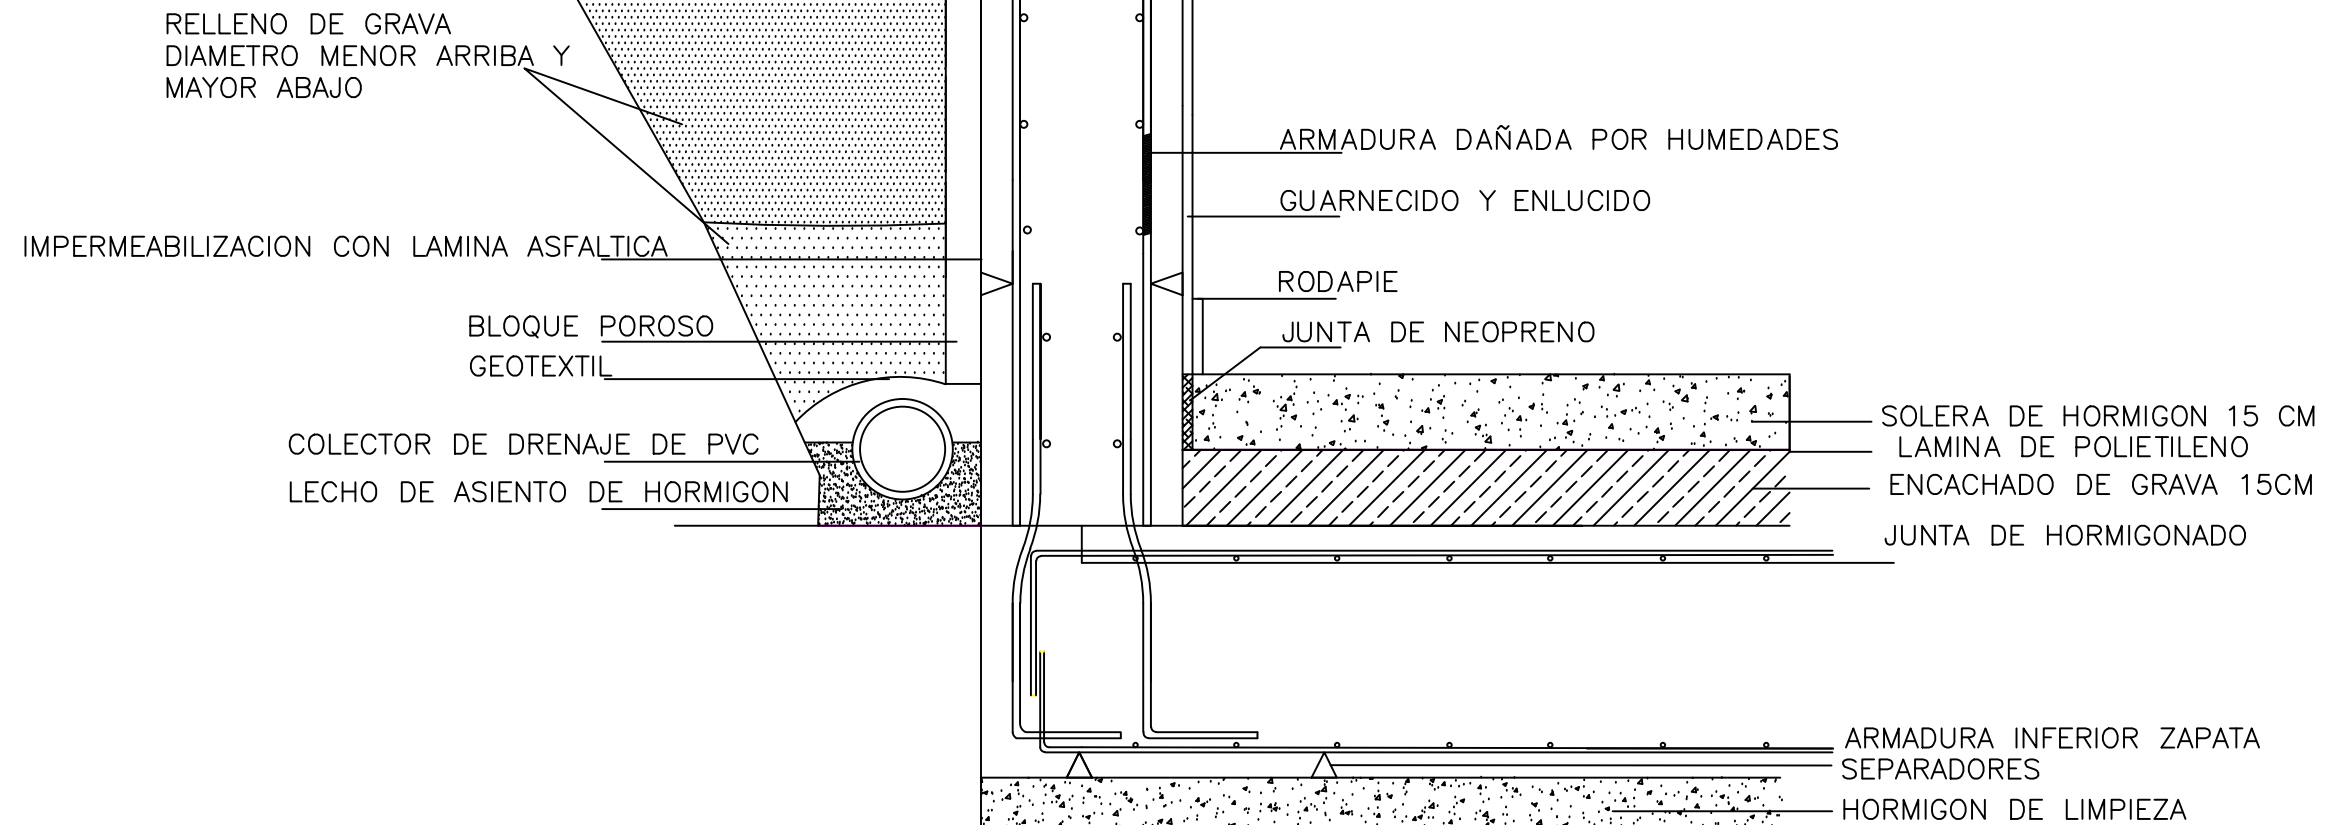 RELLENO DE GRAVA
DIAMETRO MENOR ARRIBA Y
MAYOR ABAJO
IMPERMEABILIZACION CON LAMINA ASFALTICA
BLOQUE POROSO
GEOTEXTIL
COLECTOR DE DRENAJE DE PVC
LECHO DE ASIENTO DE HORMIGON
ARMADURA DAÑADA POR HUMEDADES
GUARNECIDO Y ENLUCIDO
RODAPIE
JUNTA DE NEOPRENO
SOLERA DE HORMIGON 15 CM
LAMINA DE POLIETILENO
ENCACHADO DE GRAVA 15CM
JUNTA DE HORMIGONADO
ARMADURA INFERIOR ZAPATA
SEPARADORES
HORMIGON DE LIMPIEZA